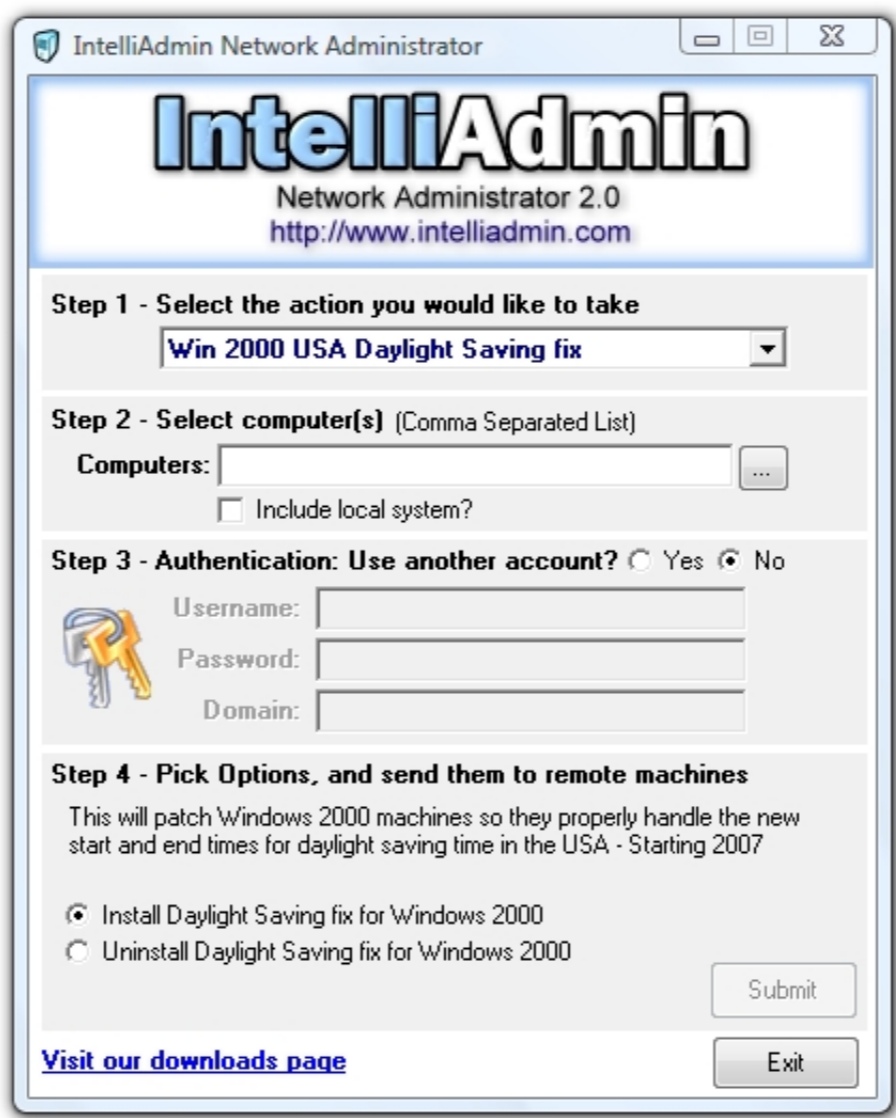 IntelliAdmin Network Administrator
IntelliAdmin
Network Administrator 2.0
http://www.intelliadmin.com
Step 1 - Select the action you would like to take
Win 2000 USA Daylight Saving fix
Step 2 - Select computer(s) (Comma Separated List)
Computers: ...
Include local system?
Step 3 - Authentication: Use another account? Yes No
Username:
Password:
Domain:
Step 4 - Pick Options, and send them to remote machines
This will patch Windows 2000 machines so they properly handle the new
start and end times for daylight saving time in the USA - Starting 2007
Install Daylight Saving fix for Windows 2000
Uninstall Daylight Saving fix for Windows 2000
Submit
Visit our downloads page Exit